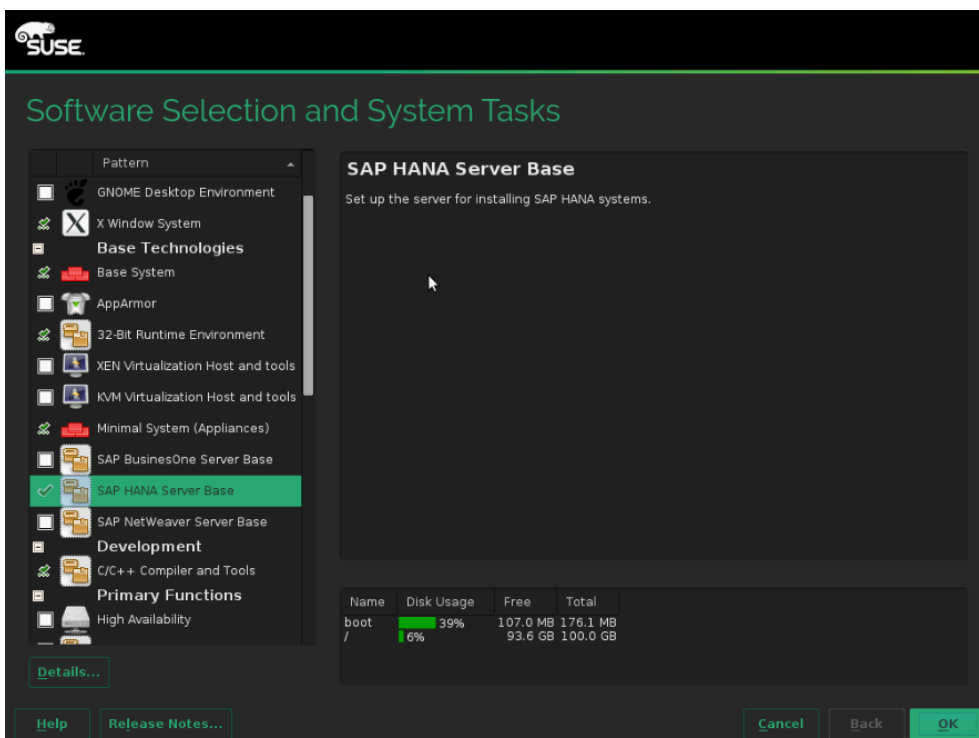 SUSE.
Software Selection and System Tasks
Pattern
GNOME Desktop Environment
X Window System
Base Technologies
Base System
AppArmor
32-Bit Runtime Environment
XEN Virtualization Host and tools
KVM Virtualization Host and tools
Minimal System (Appliances)
SAP BusinesOne Server Base
SAP HANA Server Base
SAP NetWeaver Server Base
Development
C/C++ Compiler and Tools
Primary Functions
High Availability
Details...
SAP HANA Server Base
Set up the server for installing SAP HANA systems.
Name Disk Usage Free Total
boot 39% 107.0 MB 176.1 MB
/ 6% 93.6 GB 100.0 GB
Help Release Notes... Cancel Back OK